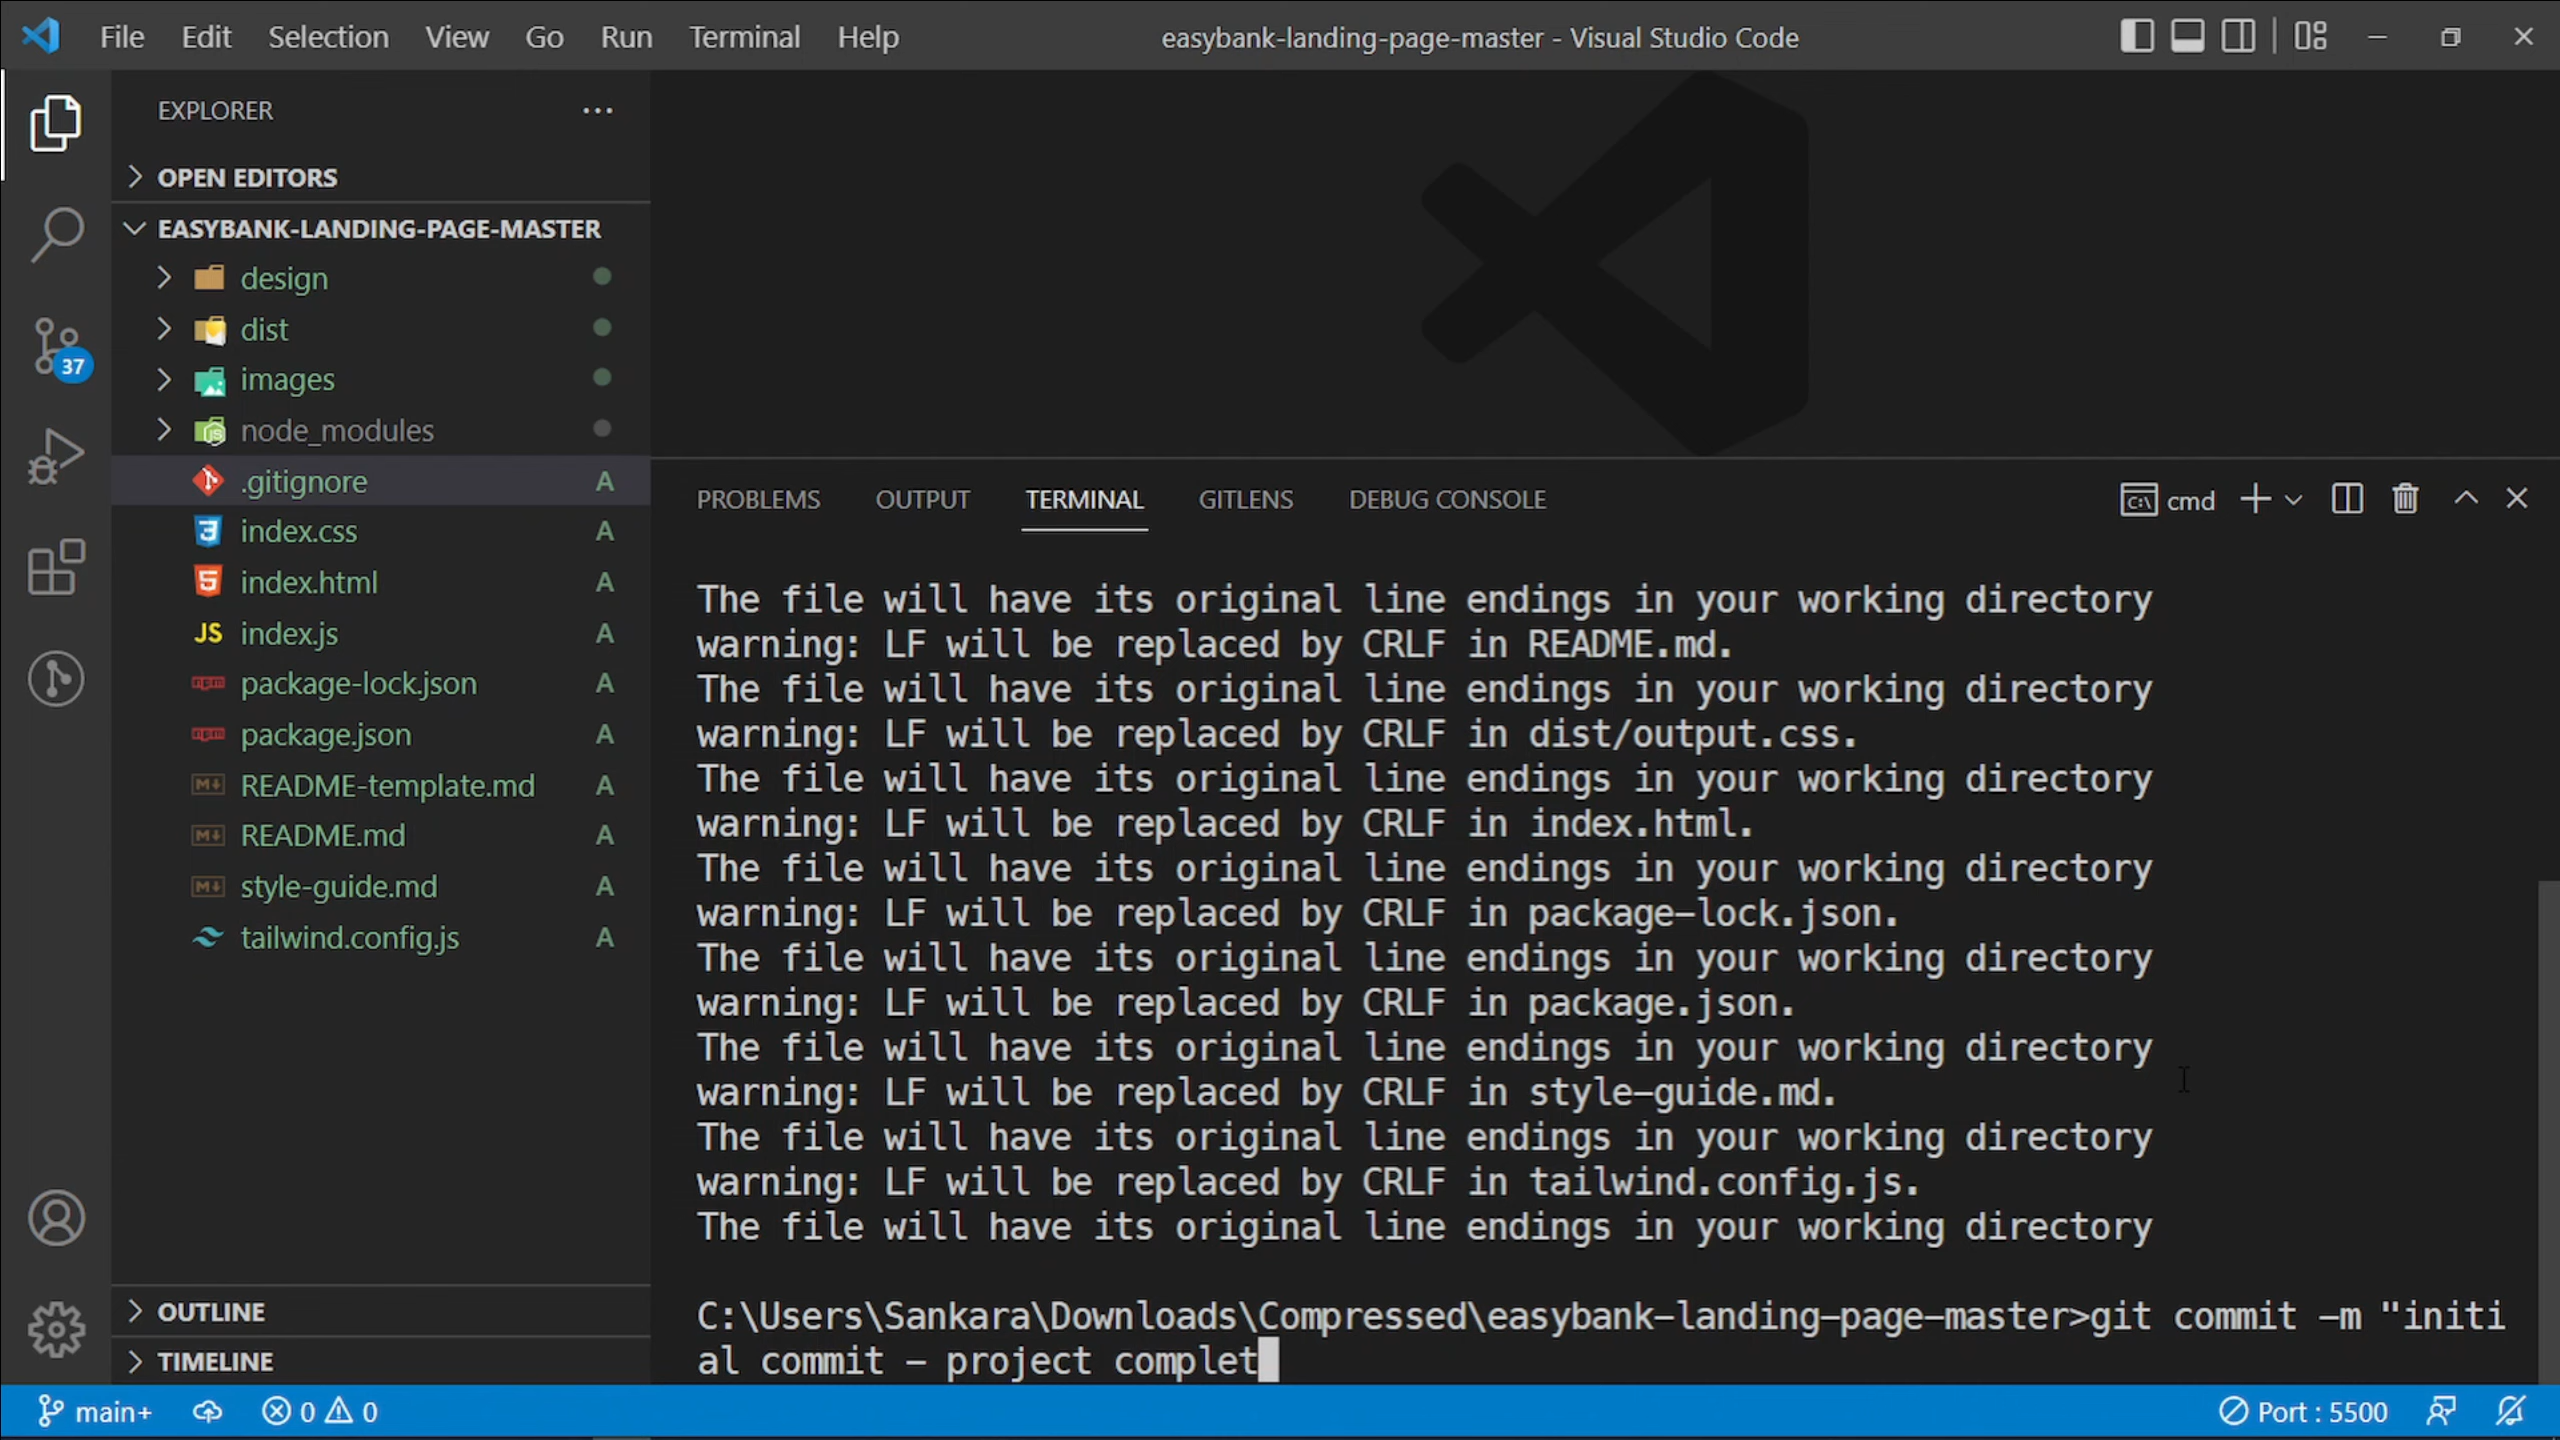 File Edit Selection View Go Run Terminal Help
easybank-landing-page-master - Visual Studio Code
EXPLORER
OPEN EDITORS
EASYBANK-LANDING-PAGE-MASTER
design
dist
images
node_modules
.gitignore A
index.css A
index.html A
JS index.js A
package-lock.json A
package.json A
README-template.md A
README.md A
style-guide.md A
tailwind.config.js A
OUTLINE
TIMELINE
37
PROBLEMS OUTPUT TERMINAL GITLENS DEBUG CONSOLE
cmd
The file will have its original line endings in your working directory
warning: LF will be replaced by CRLF in README.md.
The file will have its original line endings in your working directory
warning: LF will be replaced by CRLF in dist/output.css.
The file will have its original line endings in your working directory
warning: LF will be replaced by CRLF in index.html.
The file will have its original line endings in your working directory
warning: LF will be replaced by CRLF in package-lock.json.
The file will have its original line endings in your working directory
warning: LF will be replaced by CRLF in package.json.
The file will have its original line endings in your working directory
warning: LF will be replaced by CRLF in style-guide.md.
The file will have its original line endings in your working directory
warning: LF will be replaced by CRLF in tailwind.config.js.
The file will have its original line endings in your working directory
C:\Users\Sankara\Downloads\Compressed\easybank-landing-page-master>git commit -m "initi
al commit - project complet
main+ 0 0
Port : 5500